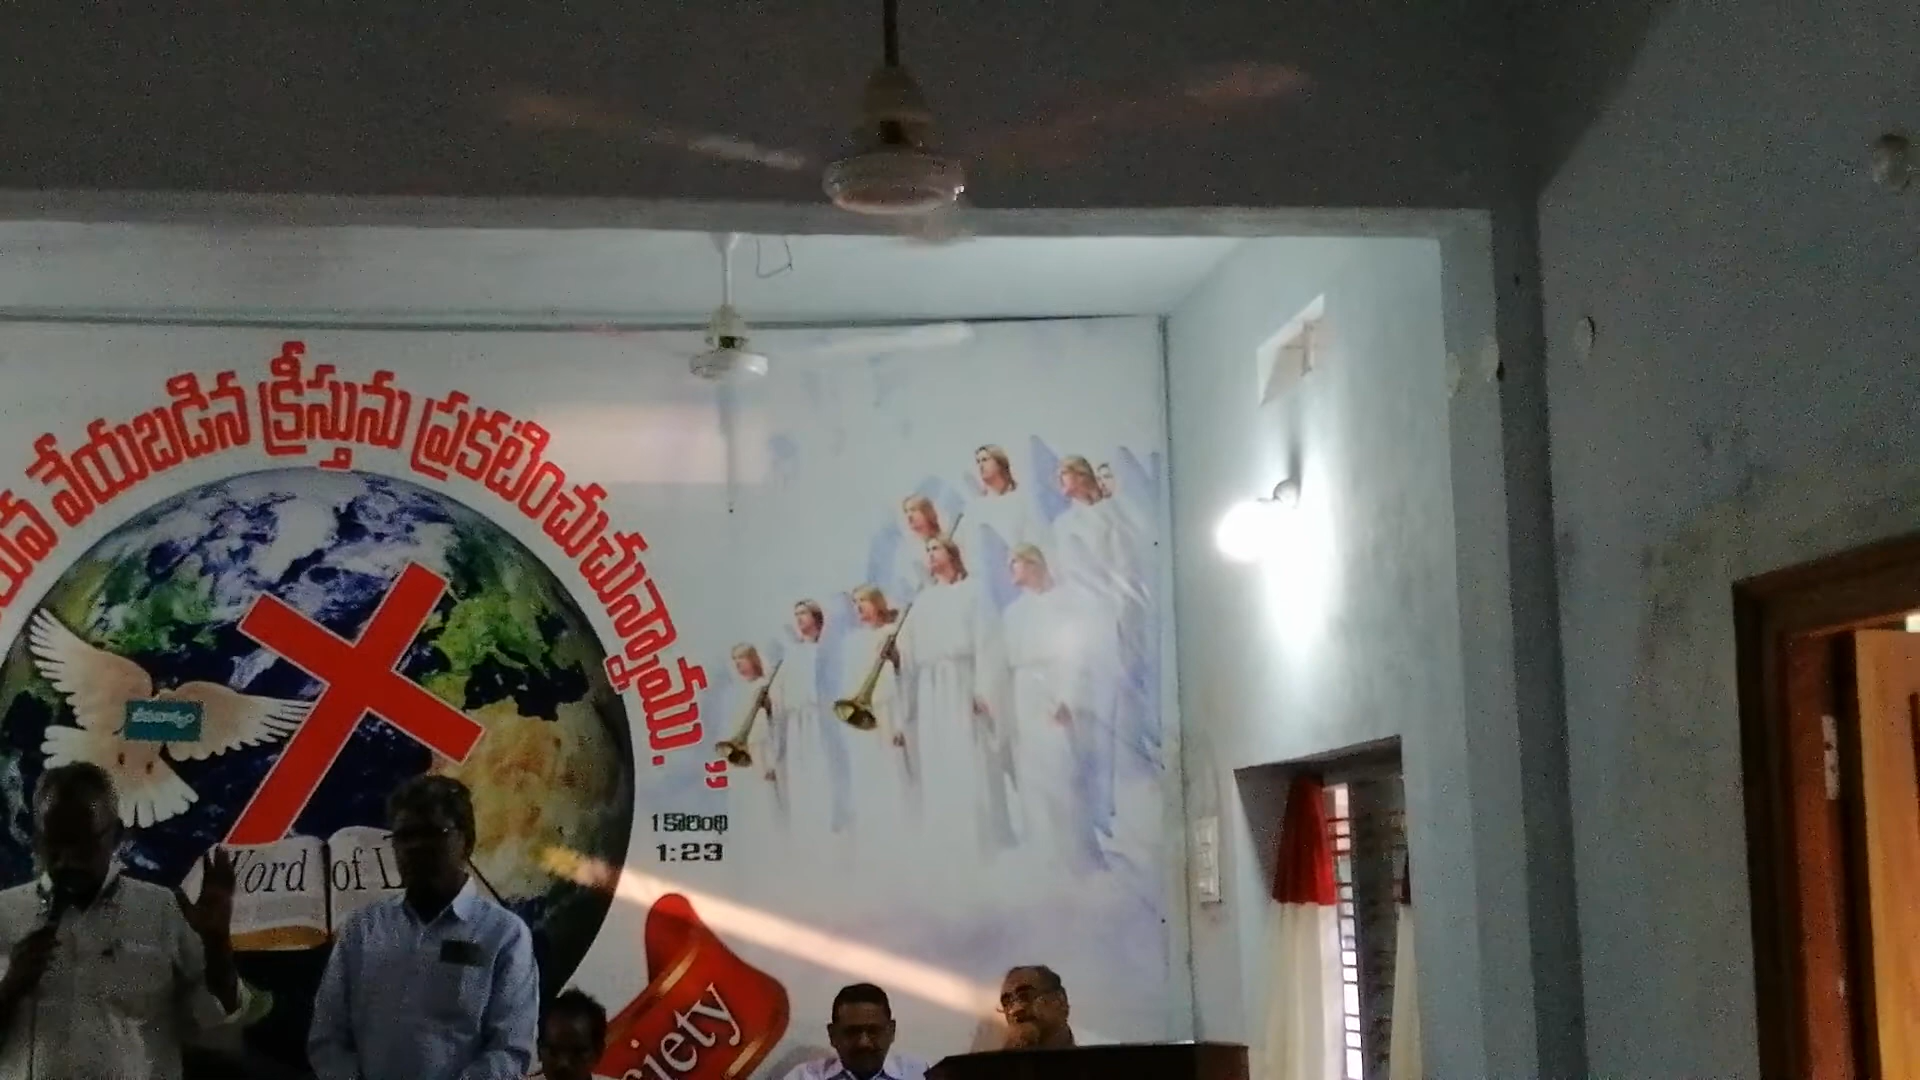 వేయబడిన క్రీస్తును ప్రకటించుచున్నాము.”
Word of L
1 కొరింథి
1:23
ciety